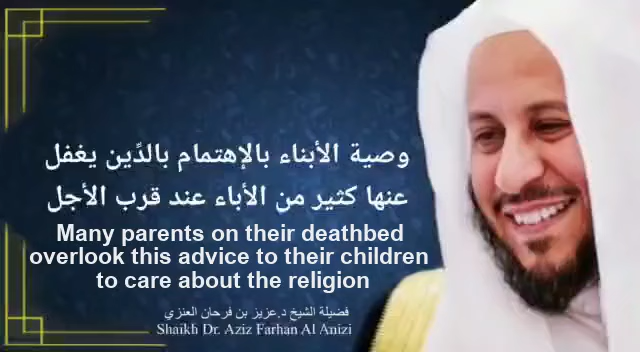 وصية الأبناء بالإهتمام بالدِّين يغفل
عنها كثير من الأباء عند قرب الأجل
Many parents on their deathbed
overlook this advice to their children
to care about the religion
فضيلة الشيخ د.عزيز بن فرحان العنزي
Shaikh Dr. Aziz Farhan Al Anizi